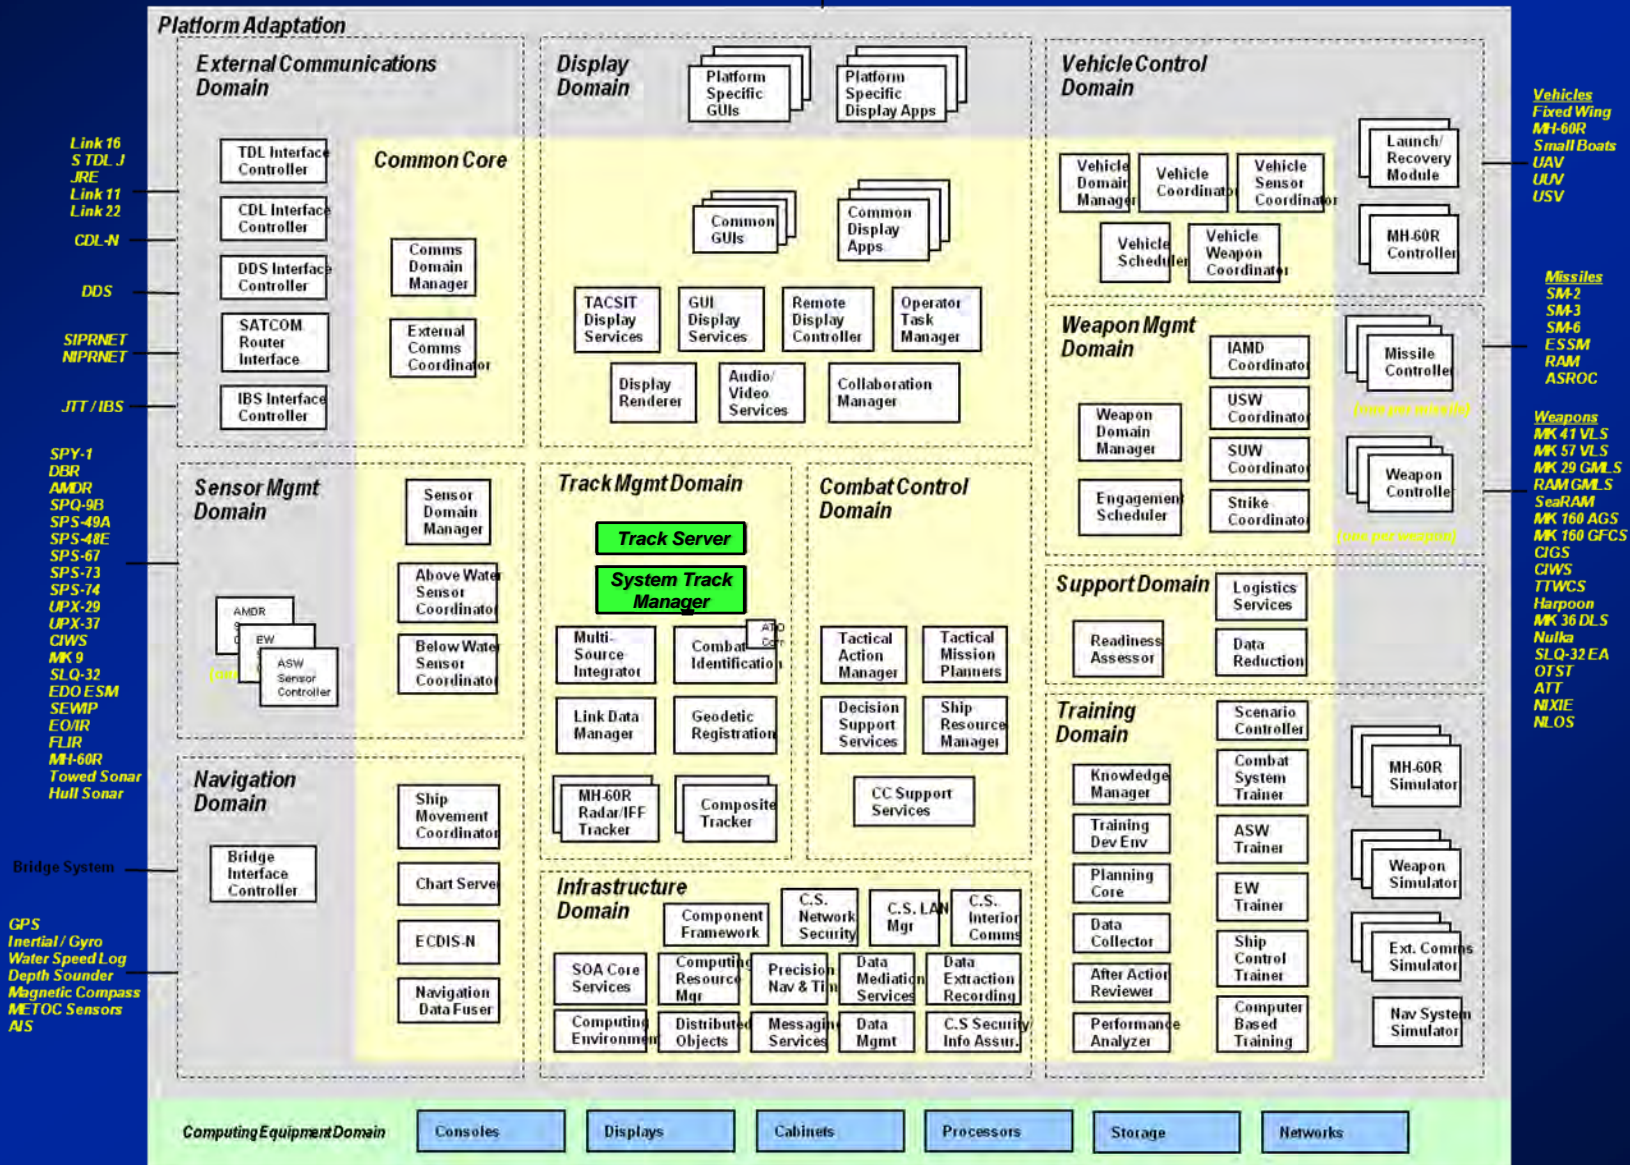 Platform Adaptation
External Communications
Domain
TDL Interface
Controller
CDL Interface
Controller
DDS Interface
Controller
SATCOM
Router
Interface
IBS Interface
Controller
Common Core
Comms
Domain
Manager
External
Comms
Coordinator
Display
Domain
Platform
Specific
GUIs
Platform
Specific
Display Apps
Common
GUIs
Common
Display
Apps
TACSIT
Display
Services
GUI
Display
Services
Remote
Display
Controller
Operator
Task
Manager
Display
Renderer
Audio/
Video
Services
Collaboration
Manager
Vehicle Control
Domain
Vehicle
Domain
Manager
Vehicle
Coordinator
Vehicle
Sensor
Coordinator
Vehicle
Scheduler
Vehicle
Weapon
Coordinator
Launch/
Recovery
Module
MH-60R
Controller
Weapon Mgmt
Domain
IAMD
Coordinator
USW
Coordinator
SUW
Coordinator
Strike
Coordinator
Weapon
Domain
Manager
Engagement
Scheduler
Missile
Controller
(one per missile)
Weapon
Controller
(one per weapon)
Sensor Mgmt
Domain
Sensor
Domain
Manager
Above Water
Sensor
Coordinator
Below Water
Sensor
Coordinator
AMDR
EW
ASW
Sensor
Controller
Track Mgmt Domain
Track Server
System Track
Manager
Multi-
Source
Integrator
Combat
Identification
Link Data
Manager
Geodetic
Registration
MH-60R
Radar/IFF
Tracker
Composite
Tracker
Combat Control
Domain
Tactical
Action
Manager
Tactical
Mission
Planners
Decision
Support
Services
Ship
Resource
Manager
CC Support
Services
Support Domain
Logistics
Services
Readiness
Assessor
Data
Reduction
Training
Domain
Scenario
Controller
Knowledge
Manager
Combat
System
Trainer
Training
Dev Env
ASW
Trainer
Planning
Core
EW
Trainer
Data
Collector
Ship
Control
Trainer
After Action
Reviewer
Performance
Analyzer
Computer
Based
Training
MH-60R
Simulator
Weapon
Simulator
Ext. Comms
Simulator
Nav System
Simulator
Navigation
Domain
Bridge
Interface
Controller
Ship
Movement
Coordinator
Chart Server
ECDIS-N
Navigation
Data Fuser
Infrastructure
Domain
Component
Framework
C.S.
Network
Security
C.S. LAN
Mgr
C.S.
Interior
Comms
SOA Core
Services
Computing
Resource
Mgr
Precision
Nav & Tim
Data
Mediation
Services
Data
Extraction
Recording
Computing
Environment
Distributed
Objects
Messaging
Services
Data
Mgmt
C.S Security
Info Assur.
Computing Equipment Domain
Consoles
Displays
Cabinets
Processors
Storage
Networks
Link 16
S TDL J
JRE
Link 11
Link 22
CDL-N
DDS
SIPRNET
NIPRNET
JTT / IBS
SPY-1
DBR
AMDR
SPQ-9B
SPS-49A
SPS-48E
SPS-67
SPS-73
SPS-74
UPX-29
UPX-37
CIWS
MK 9
SLQ-32
EDO ESM
SEWIP
EO/IR
FLIR
MH-60R
Towed Sonar
Hull Sonar
Bridge System
GPS
Inertial / Gyro
Water Speed Log
Depth Sounder
Magnetic Compass
METOC Sensors
AIS
Vehicles
Fixed Wing
MH-60R
Small Boats
UAV
UUV
USV
Missiles
SM-2
SM-3
SM-6
ESSM
RAM
ASROC
Weapons
MK 41 VLS
MK 57 VLS
MK 29 GMLS
RAM GMLS
SeaRAM
MK 160 AGS
MK 160 GFCS
CIGS
CIWS
TTWCS
Harpoon
MK 36 DLS
Nulka
SLQ-32 EA
OTST
ATT
NIXIE
NLOS